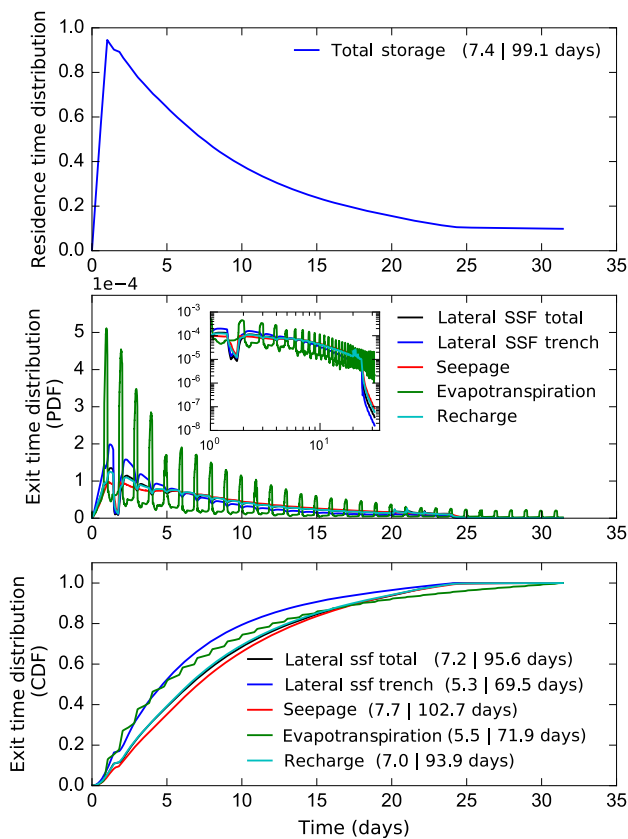 Residence time distribution
1.0
0.8
0.6
0.4
0.2
0.0
Total storage (7.4 | 99.1 days)
0 5 10 15 20 25 30 35
1e−4
Exit time distribution
(PDF)
5
4
3
2
1
0
10⁻³
10⁻⁴
10⁻⁵
10⁻⁶
10⁻⁷
10⁻⁸
10⁰ 10¹
Lateral SSF total
Lateral SSF trench
Seepage
Evapotranspiration
Recharge
0 5 10 15 20 25 30 35
Exit time distribution
(CDF)
1.0
0.8
0.6
0.4
0.2
0.0
Lateral ssf total (7.2 | 95.6 days)
Lateral ssf trench (5.3 | 69.5 days)
Seepage (7.7 | 102.7 days)
Evapotranspiration (5.5 | 71.9 days)
Recharge (7.0 | 93.9 days)
0 5 10 15 20 25 30 35
Time (days)